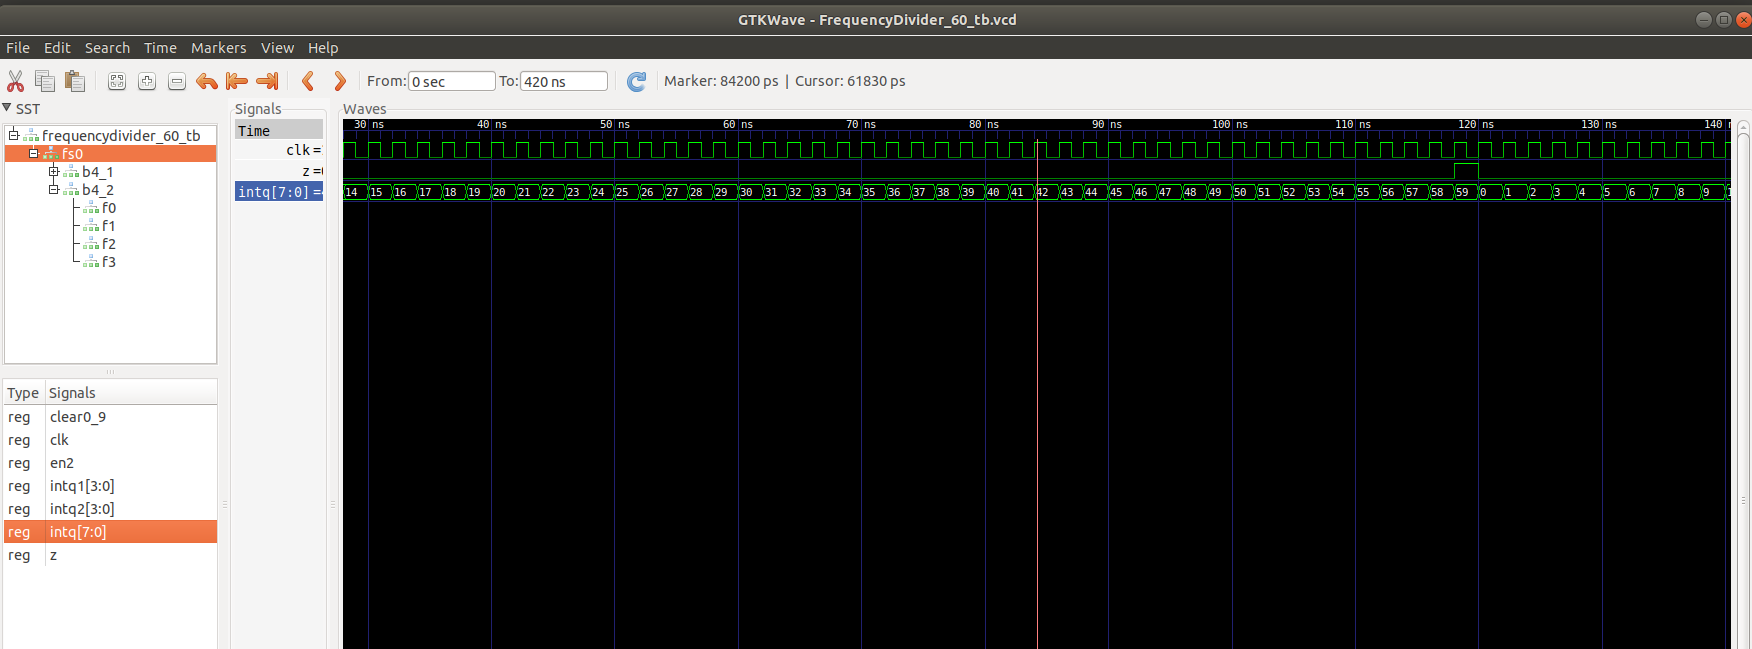 GTKWave - FrequencyDivider_60_tb.vcd
File Edit Search Time Markers View Help
From: 0 sec To: 420 ns Marker: 84200 ps | Cursor: 61830 ps
SST
frequencydivider_60_tb
fs0
b4_1
b4_2
f0
f1
f2
f3
Type Signals
reg clear0_9
reg clk
reg en2
reg intq1[3:0]
reg intq2[3:0]
reg intq[7:0]
reg z
Signals
Time
clk =
z =
intq[7:0] =
Waves
30 ns 40 ns 50 ns 60 ns 70 ns 80 ns 90 ns 100 ns 110 ns 120 ns 130 ns 140
14 15 16 17 18 19 20 21 22 23 24 25 26 27 28 29 30 31 32 33 34 35 36 37 38 39 40 41 42 43 44 45 46 47 48 49 50 51 52 53 54 55 56 57 58 59 0 1 2 3 4 5 6 7 8 9